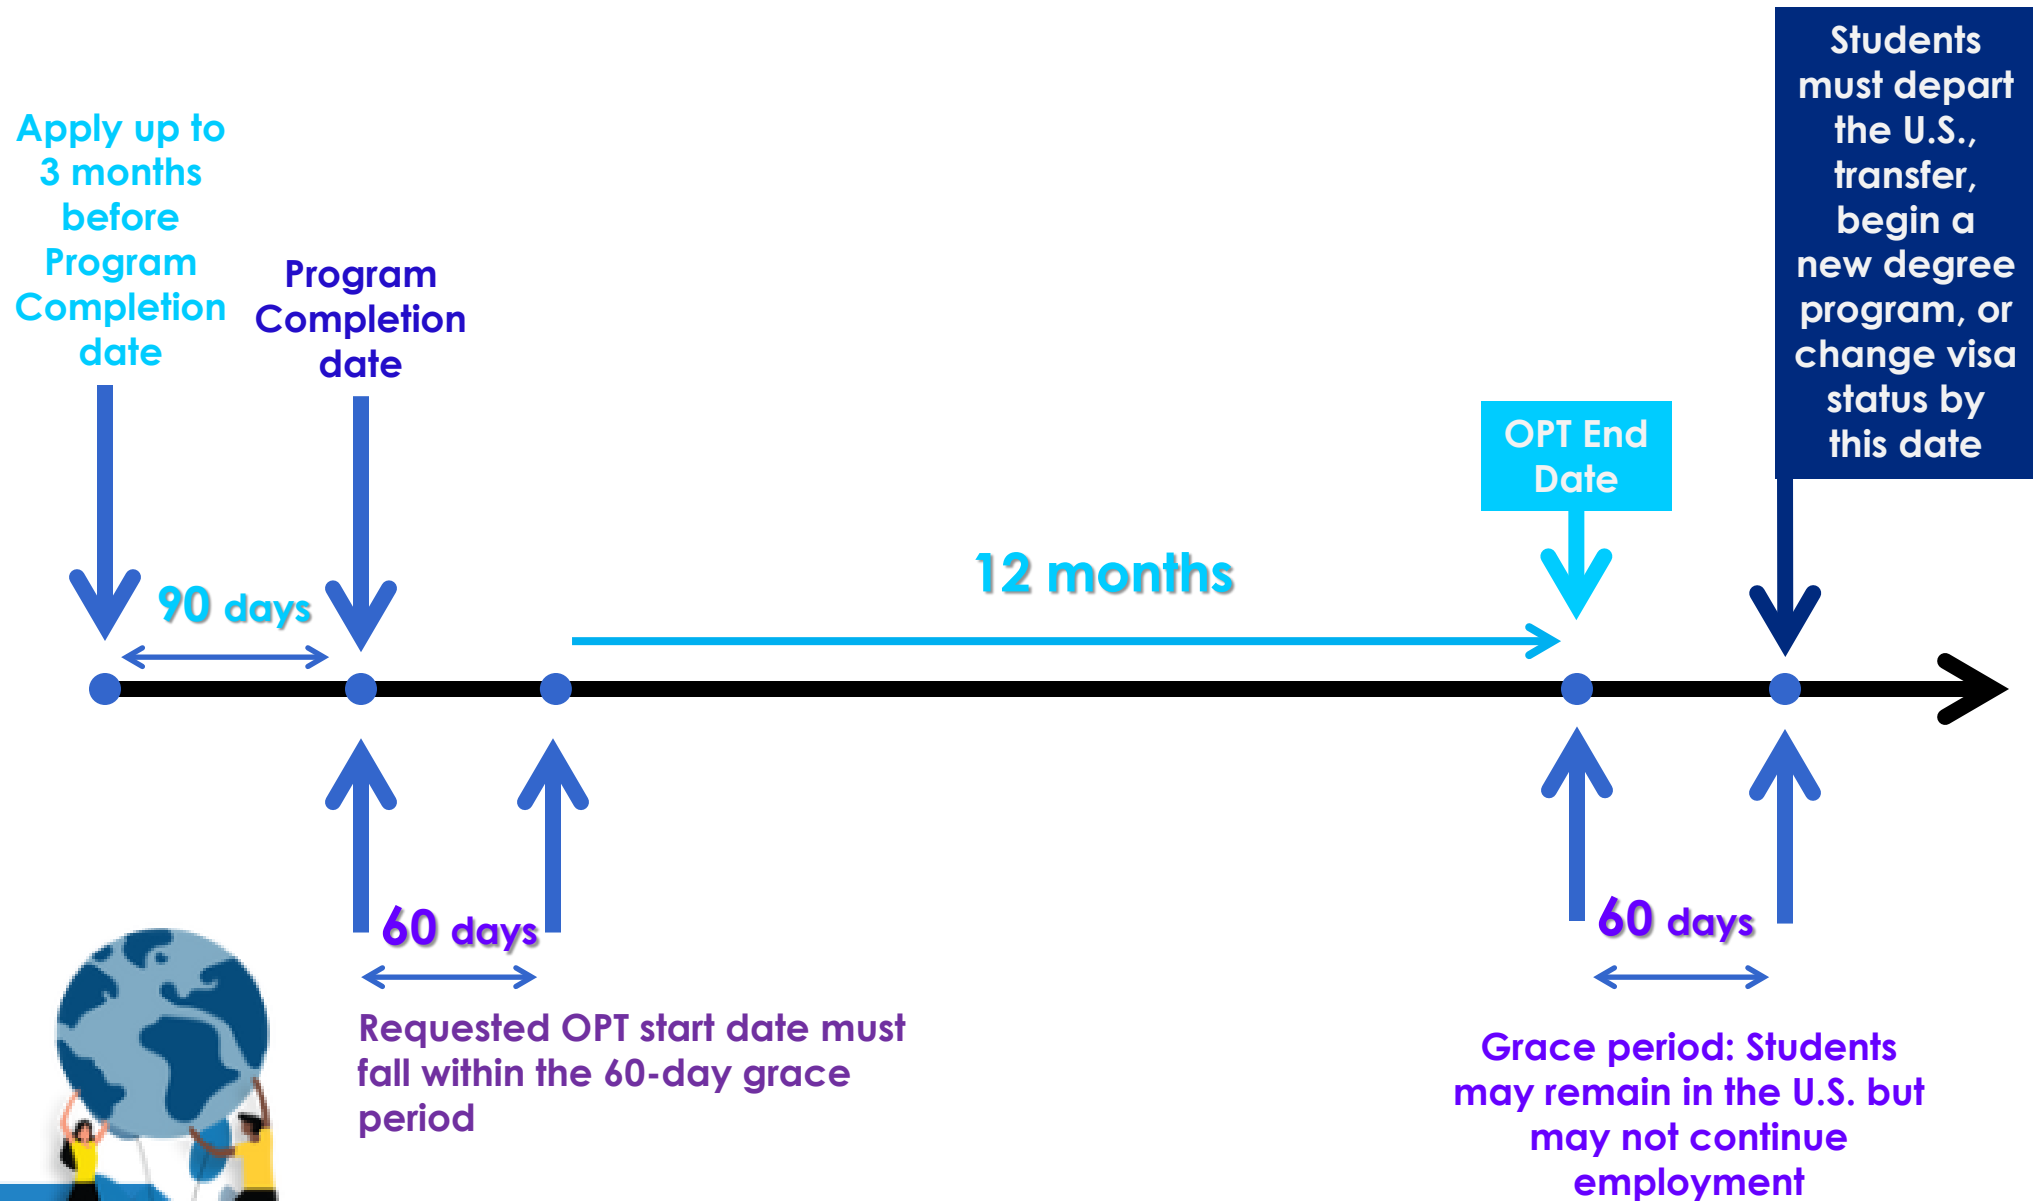 Apply up to
3 months
before
Program
Completion
date
Program
Completion
date
90 days
12 months
OPT End
Date
Students
must depart
the U.S.,
transfer,
begin a
new degree
program, or
change visa
status by
this date
60 days
Requested OPT start date must
fall within the 60-day grace
period
60 days
Grace period: Students
may remain in the U.S. but
may not continue
employment